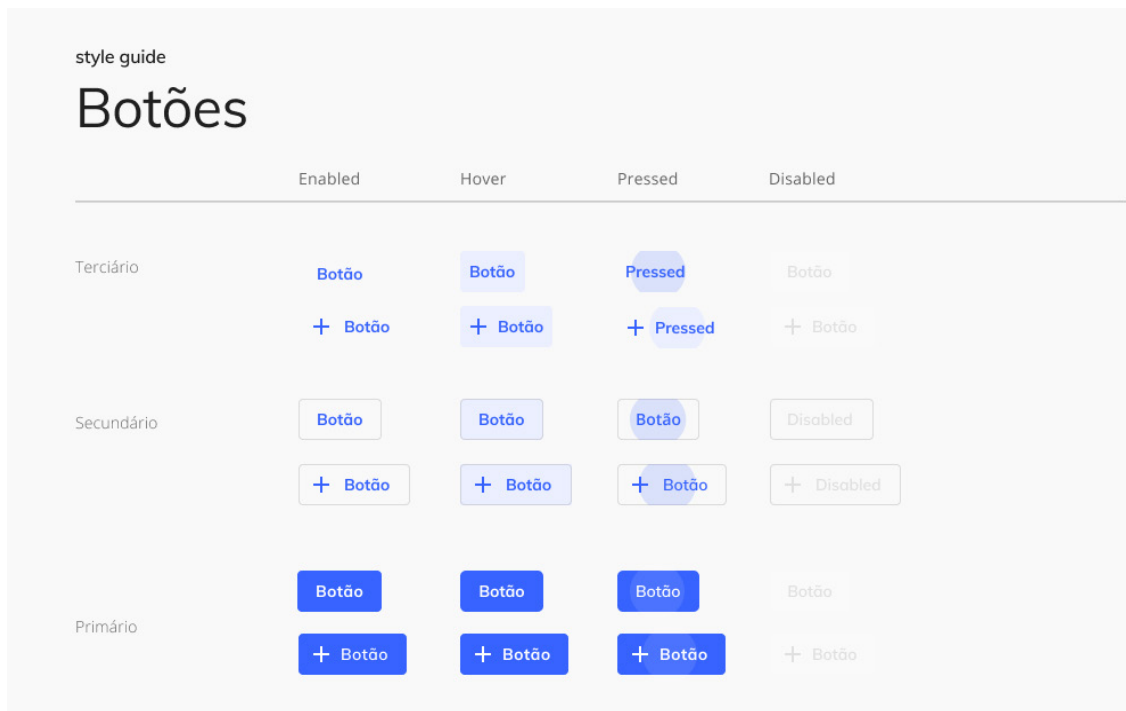 style guide
Botões
Enabled Hover Pressed Disabled
Terciário
Botão Botão Pressed Botão
+ Botão + Botão + Pressed + Botão
Secundário
Botão Botão Botão Disabled
+ Botão + Botão + Botão + Disabled
Primário
Botão Botão Botão Botão
+ Botão + Botão + Botão + Botão